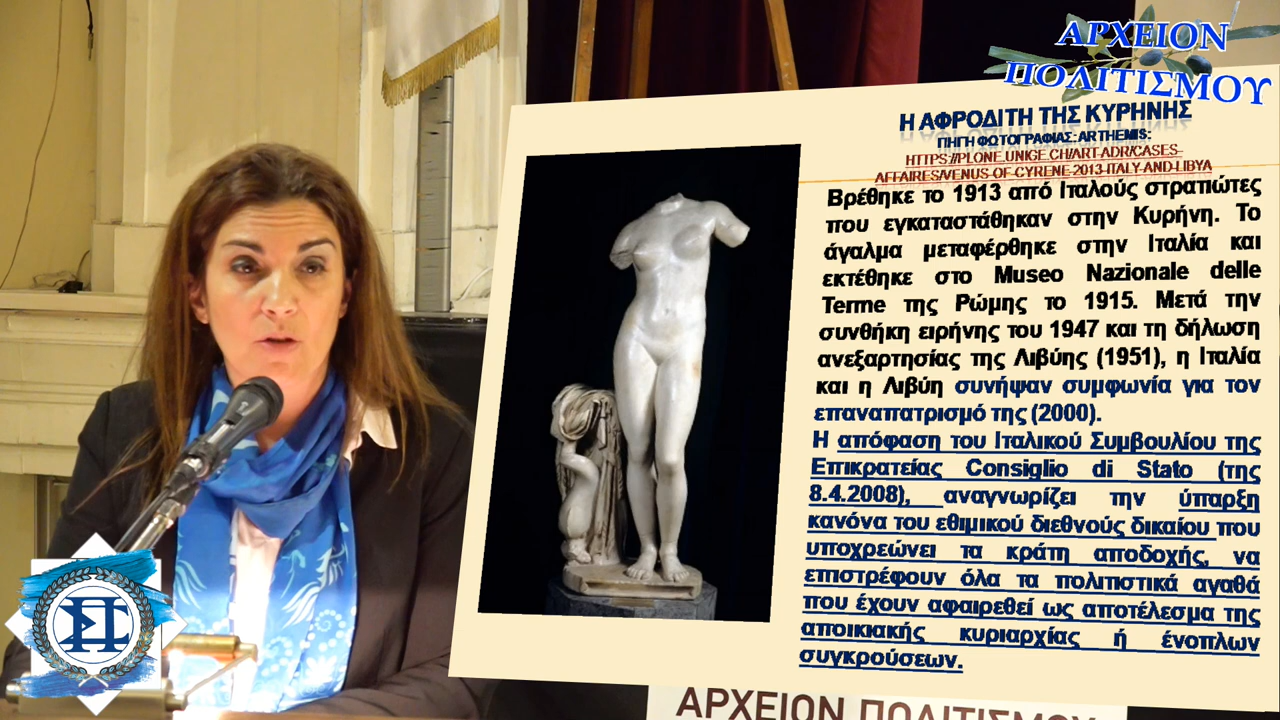 ΑΡΧΕΙΟΝ
ΠΟΛΙΤΙΣΜΟΥ
Η ΑΦΡΟΔΙΤΗ ΤΗΣ ΚΥΡΗΝΗΣ
ΠΗΓΗ ΦΩΤΟΓΡΑΦΙΑΣ: ARTHEMIS:
HTTPS://PLONE.UNIGE.CH/ART-ADR/CASES-
AFFAIRES/VENUS-OF-CYRENE-2013-ITALY-AND-LIBYA
Βρέθηκε το 1913 από Ιταλούς στρατιώτες
που εγκαταστάθηκαν στην Κυρήνη. Το
άγαλμα μεταφέρθηκε στην Ιταλία και
εκτέθηκε στο Museo Nazionale delle
Terme της Ρώμης το 1915. Μετά την
συνθήκη ειρήνης του 1947 και τη δήλωση
ανεξαρτησίας της Λιβύης (1951), η Ιταλία
και η Λιβύη συνήψαν συμφωνία για τον
επαναπατρισμό της (2000).
Η απόφαση του Ιταλικού Συμβουλίου της
Επικρατείας Consiglio di Stato (της
8.4.2008), αναγνωρίζει την ύπαρξη
κανόνα του εθιμικού διεθνούς δικαίου που
υποχρεώνει τα κράτη αποδοχής, να
επιστρέφουν όλα τα πολιτιστικά αγαθά
που έχουν αφαιρεθεί ως αποτέλεσμα της
αποικιακής κυριαρχίας ή ένοπλων
συγκρούσεων.
ΑΡΧΕΙΟΝ ΠΟΛΙΤΙΣΜΟΥ